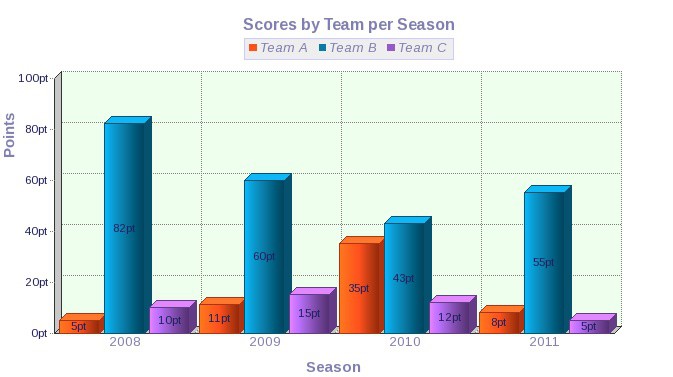 Scores by Team per Season
Team A Team B Team C
Points
100pt
80pt
60pt
40pt
20pt
0pt
5pt 82pt 10pt 11pt 60pt 15pt 35pt 43pt 12pt 8pt 55pt 5pt
2008 2009 2010 2011
Season